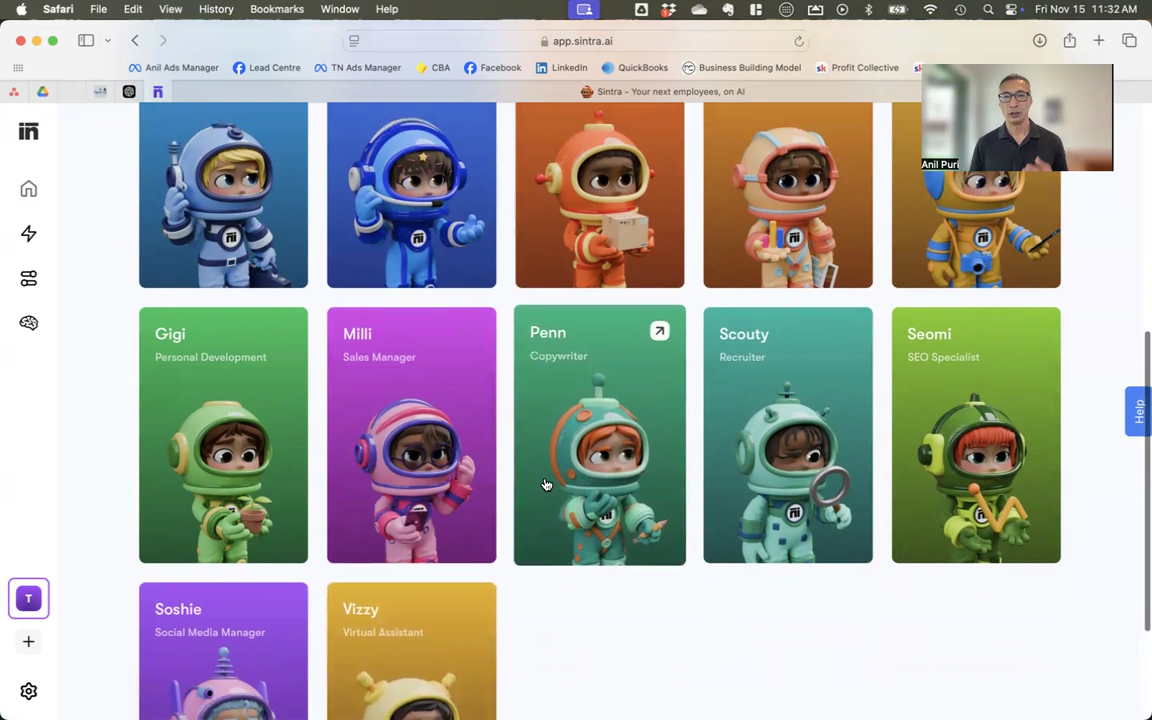 Safari File Edit View History Bookmarks Window Help Fri Nov 15 11:32 AM
app.sintra.ai
Anil Ads Manager Lead Centre TN Ads Manager CBA Facebook LinkedIn QuickBooks Business Building Model Profit Collective
Sintra - Your next employees, on AI
Anil Puri
Gigi
Personal Development
Milli
Sales Manager
Penn
Copywriter
Scouty
Recruiter
Seomi
SEO Specialist
Help
T
Soshie
Social Media Manager
Vizzy
Virtual Assistant